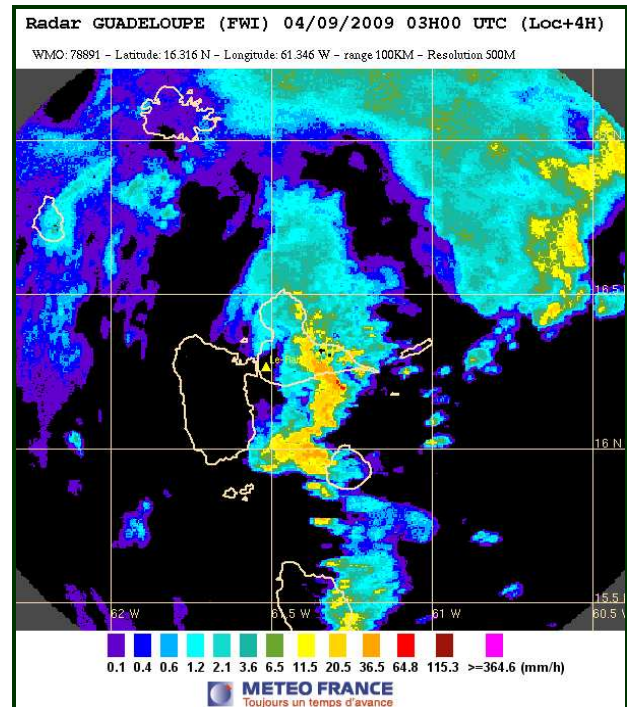 Radar GUADELOUPE (FWI) 04/09/2009 03H00 UTC (Loc+4H)
WMO: 78891 - Latitude: 16.316 N - Longitude: 61.346 W - range 100KM - Resolution 500M
16.5
16 N
15.5
62 W 61.5 W 61 W 60.5
0.1 0.4 0.6 1.2 2.1 3.6 6.5 11.5 20.5 36.5 64.8 115.3 >=364.6 (mm/h)
METEO FRANCE
Toujours un temps d'avance